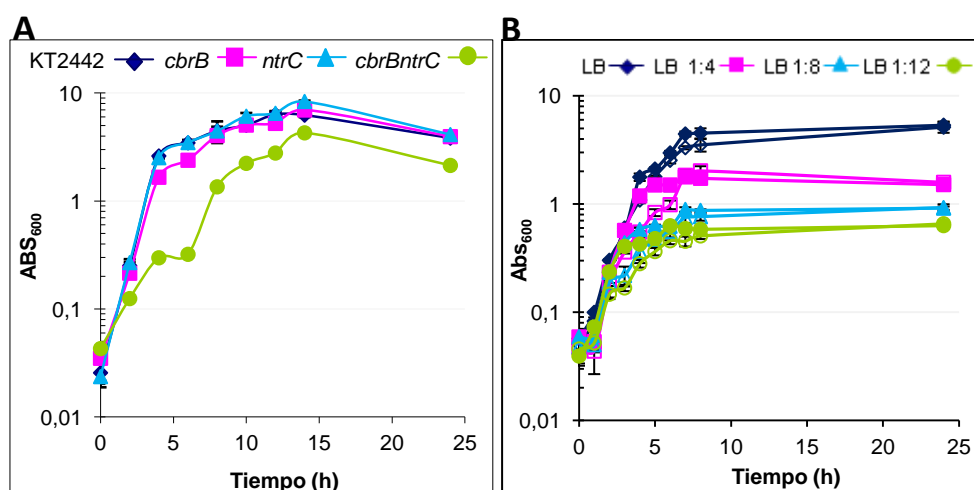 A
KT2442 cbrB ntrC cbrBntrC
ABS600
10
1
0,1
0,01
0 5 10 15 20 25
Tiempo (h)
B
LB LB 1:4 LB 1:8 LB 1:12
Abs600
10
1
0,1
0,01
0 5 10 15 20 25
Tiempo (h)